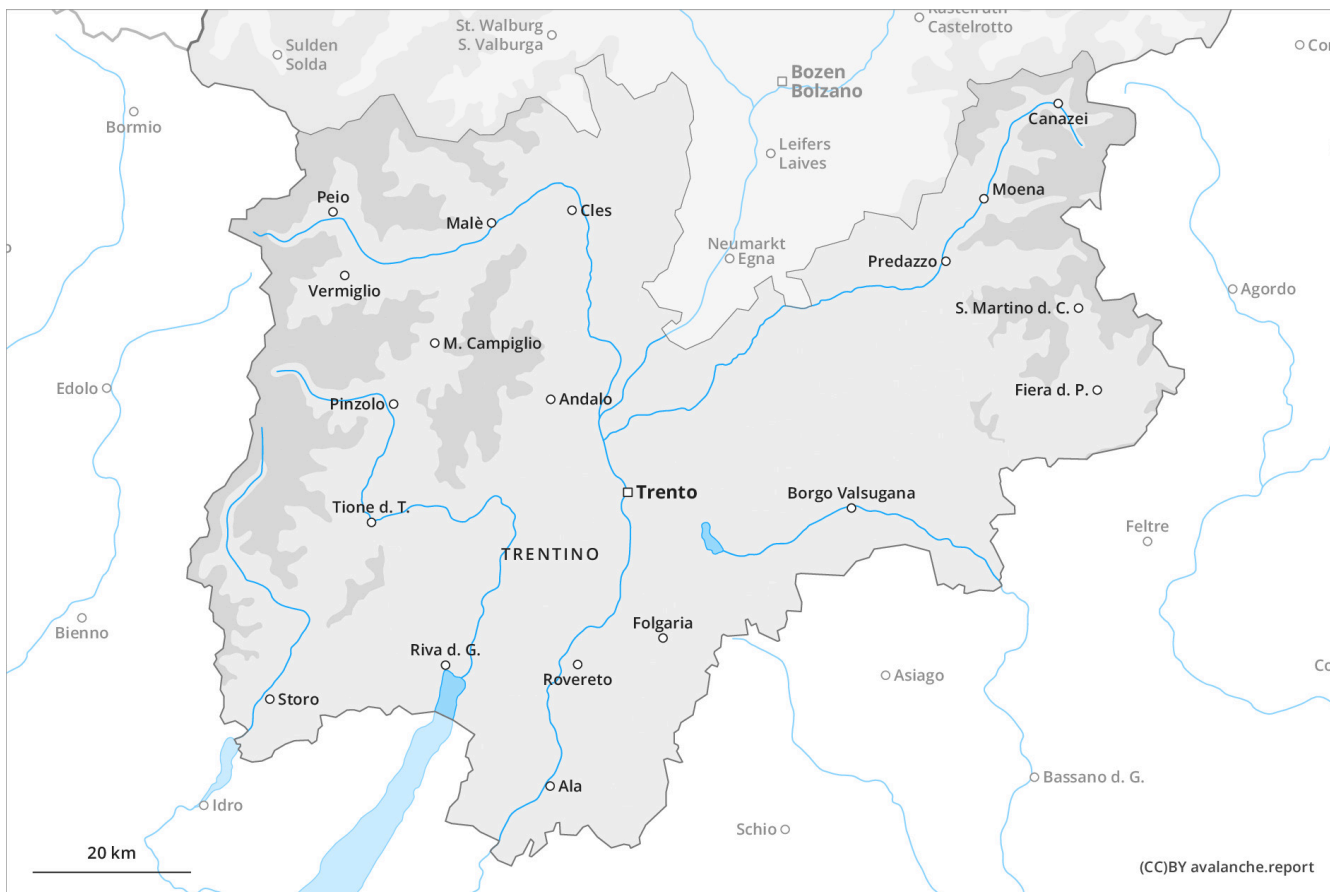 Kastelruth
Castelrotto
St. Walburg
S. Valburga
Sulden
Solda
Bozen
Bolzano
Bormio
Canazei
Leifers
Laives
Moena
Peio
Malè
Cles
Neumarkt
Egna
Predazzo
Vermiglio
Agordo
S. Martino d. C.
M. Campiglio
Edolo
Pinzolo
Andalo
Fiera d. P.
Trento
Borgo Valsugana
Tione d. T.
Feltre
TRENTINO
Bienno
Folgaria
Riva d. G.
Rovereto
Asiago
Storo
Bassano d. G.
Ala
Idro
Schio
20 km
(CC)BY avalanche.report